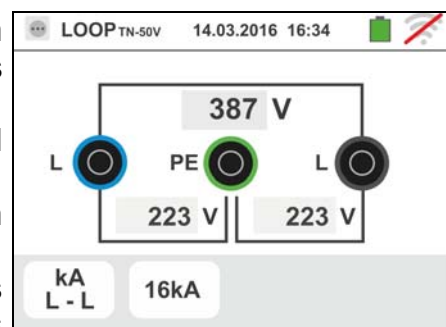 LOOP TN-50V 14.03.2016 16:34
387 V
L PE L
223 V 223 V
kA
L - L
16kA